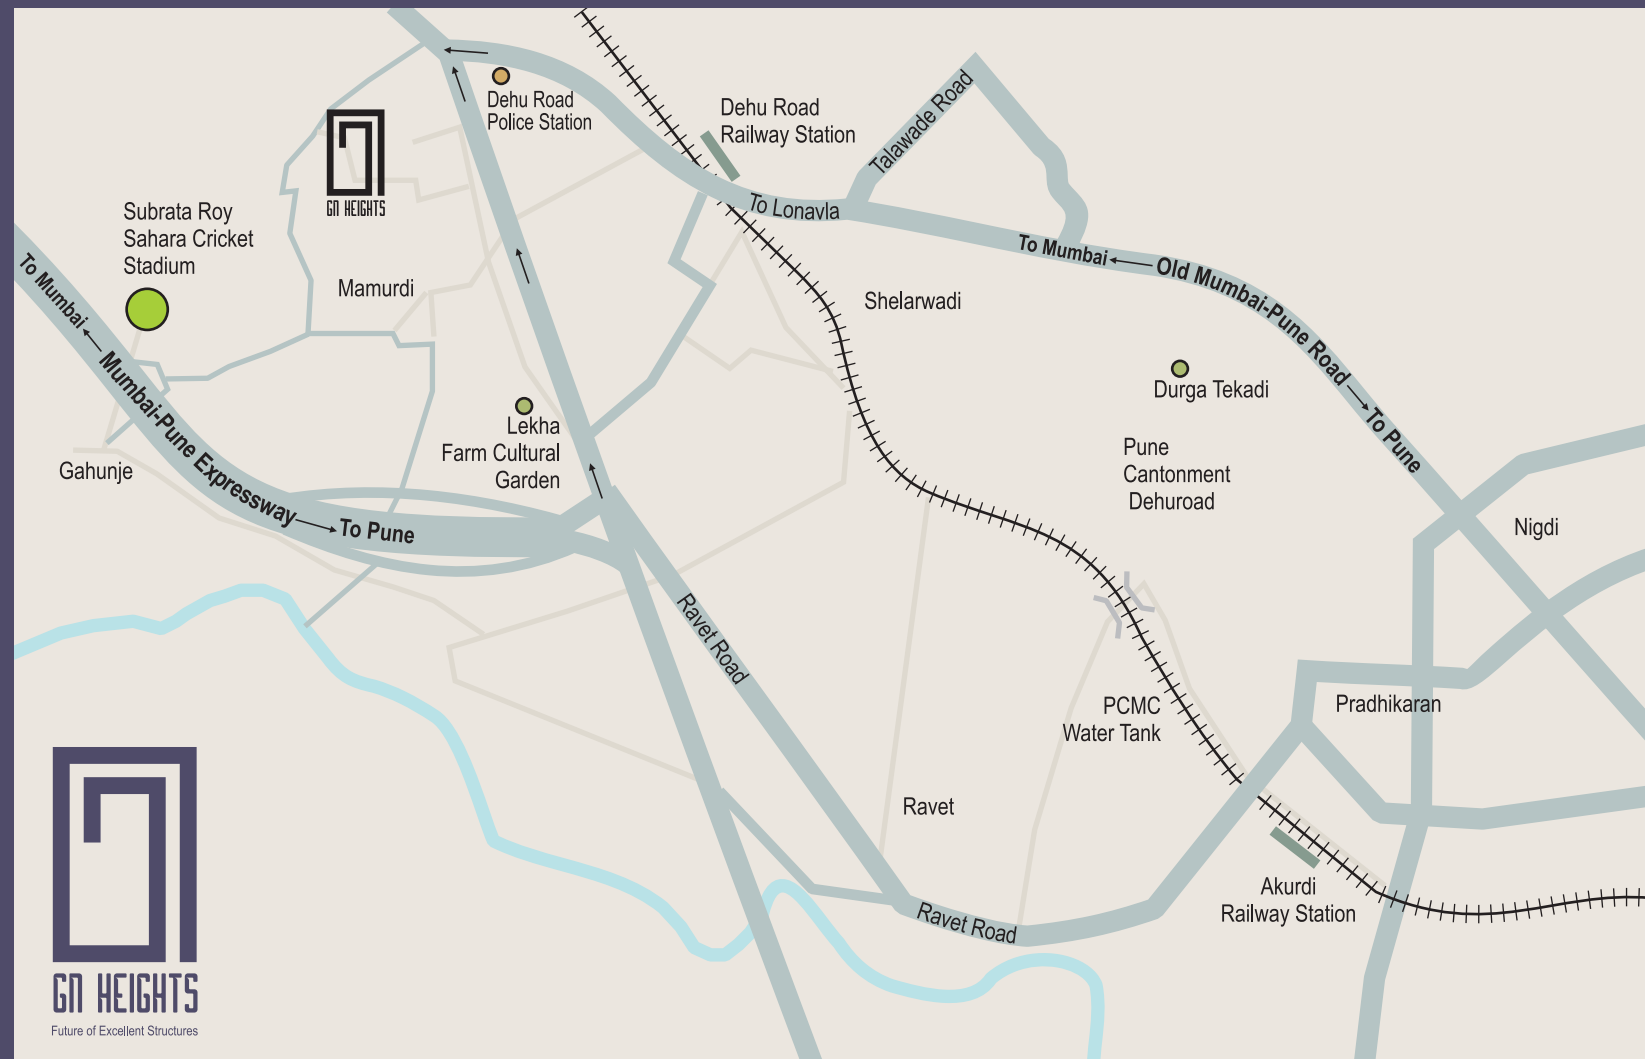 Dehu Road
Police Station
Dehu Road
Railway Station
Talawade Road
To Lonavla
GN HEIGHTS
Subrata Roy
Sahara Cricket
Stadium
To Mumbai
Old Mumbai-Pune Road
To Pune
To Mumbai
Mumbai-Pune Expressway
To Pune
Mamurdi
Shelarwadi
Durga Tekadi
Lekha
Farm Cultural
Garden
Gahunje
Pune
Cantonment
Dehuroad
Nigdi
Ravet Road
PCMC
Water Tank
Pradhikaran
Ravet
Akurdi
Railway Station
Ravet Road
GN HEIGHTS
Future of Excellent Structures